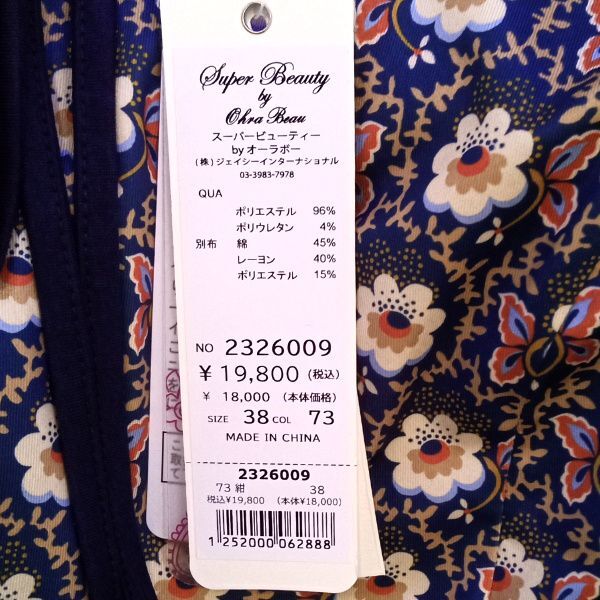 Super Beauty
by
Ohra Beau
スーパービューティー
by オーラボー
(株)ジェイシーインターナショナル
03-3983-7978
QUA
ポリエステル 96%
ポリウレタン 4%
別布 綿 45%
レーヨン 40%
ポリエステル 15%
NO 2326009
¥ 19,800 (税込)
¥ 18,000 (本体価格)
SIZE 38 COL 73
MADE IN CHINA
2326009
73 紺 38
税込¥19,800 (本体¥18,000)
1252000062888